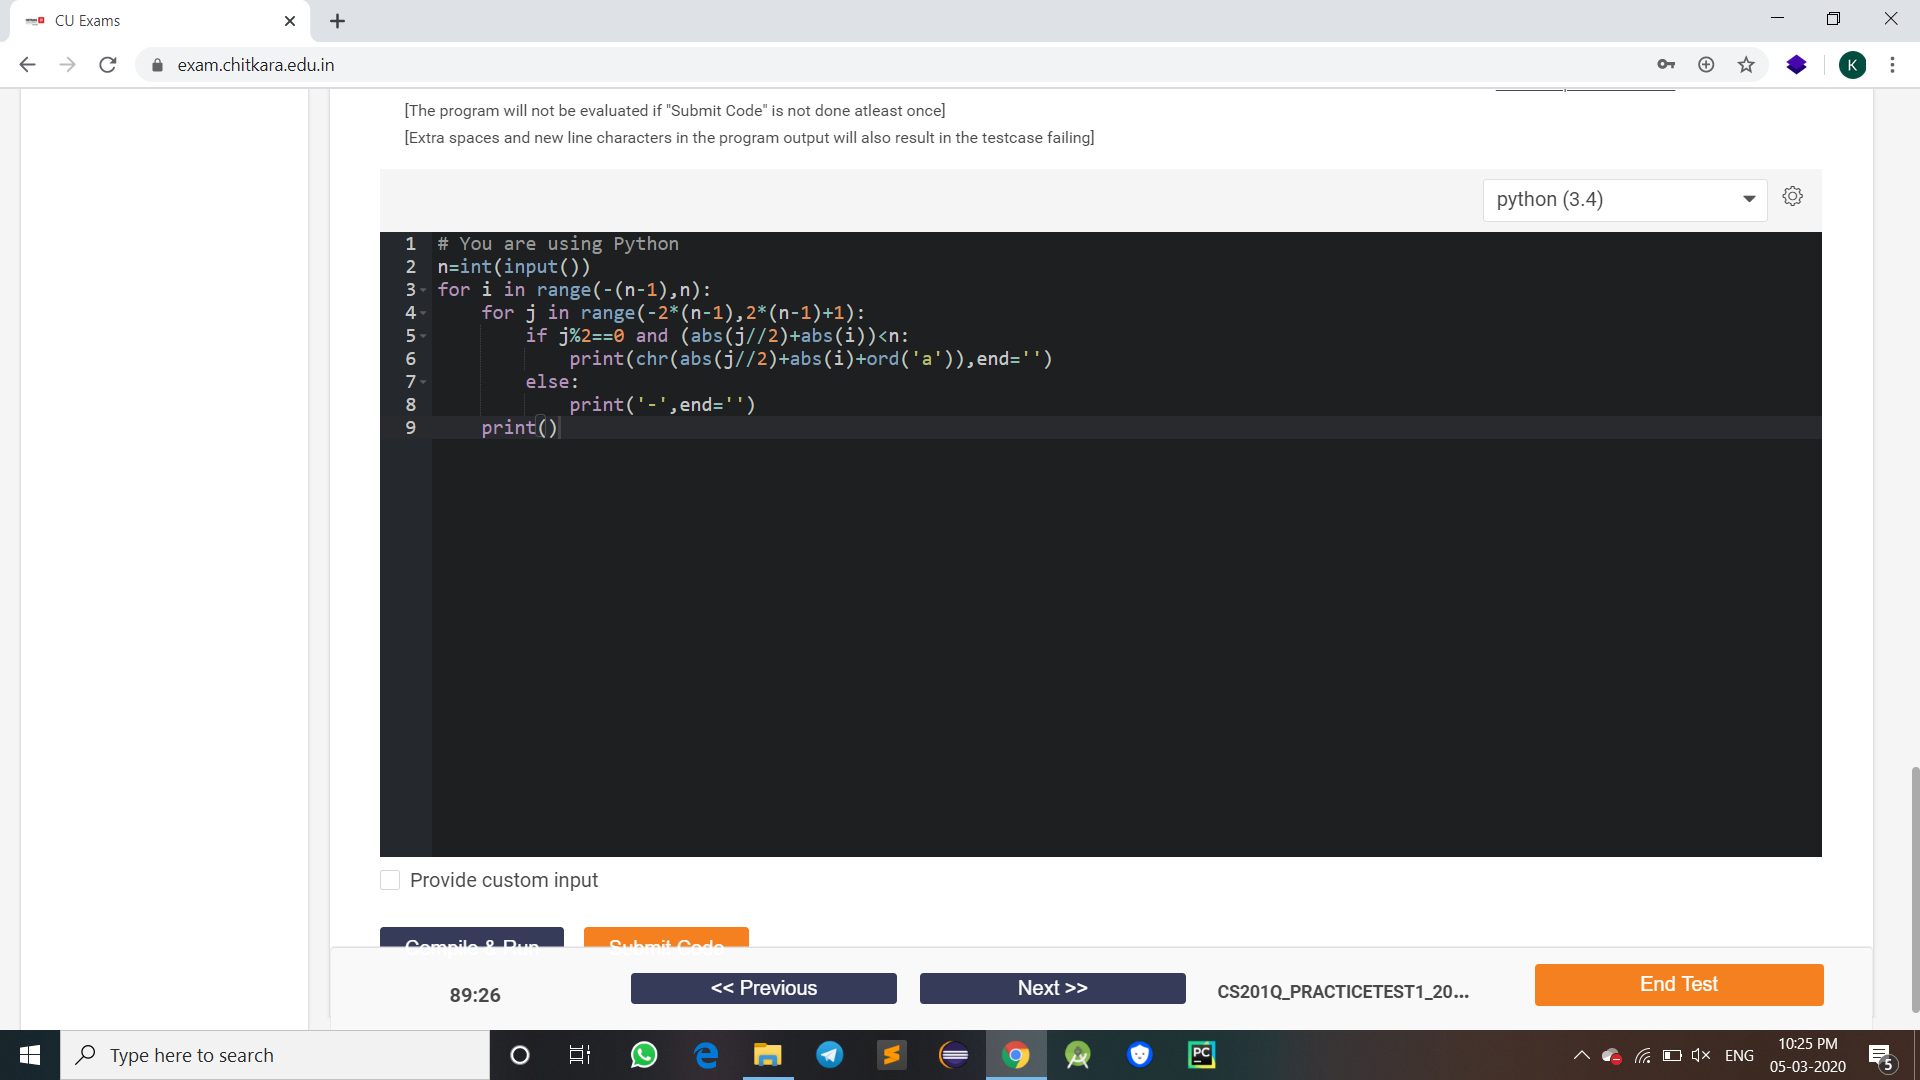 CU Exams
exam.chitkara.edu.in
K
[The program will not be evaluated if "Submit Code" is not done atleast once]
[Extra spaces and new line characters in the program output will also result in the testcase failing]
python (3.4)
1 # You are using Python
2 n=int(input())
3 for i in range(-(n-1),n):
4     for j in range(-2*(n-1),2*(n-1)+1):
5         if j%2==0 and (abs(j//2)+abs(i))<n:
6             print(chr(abs(j//2)+abs(i)+ord('a')),end='')
7         else:
8             print('-',end='')
9     print()
Provide custom input
Compile & Run Submit Code
89:26 << Previous Next >> CS201Q_PRACTICETEST1_20... End Test
Type here to search
PC
ENG
10:25 PM
05-03-2020
5